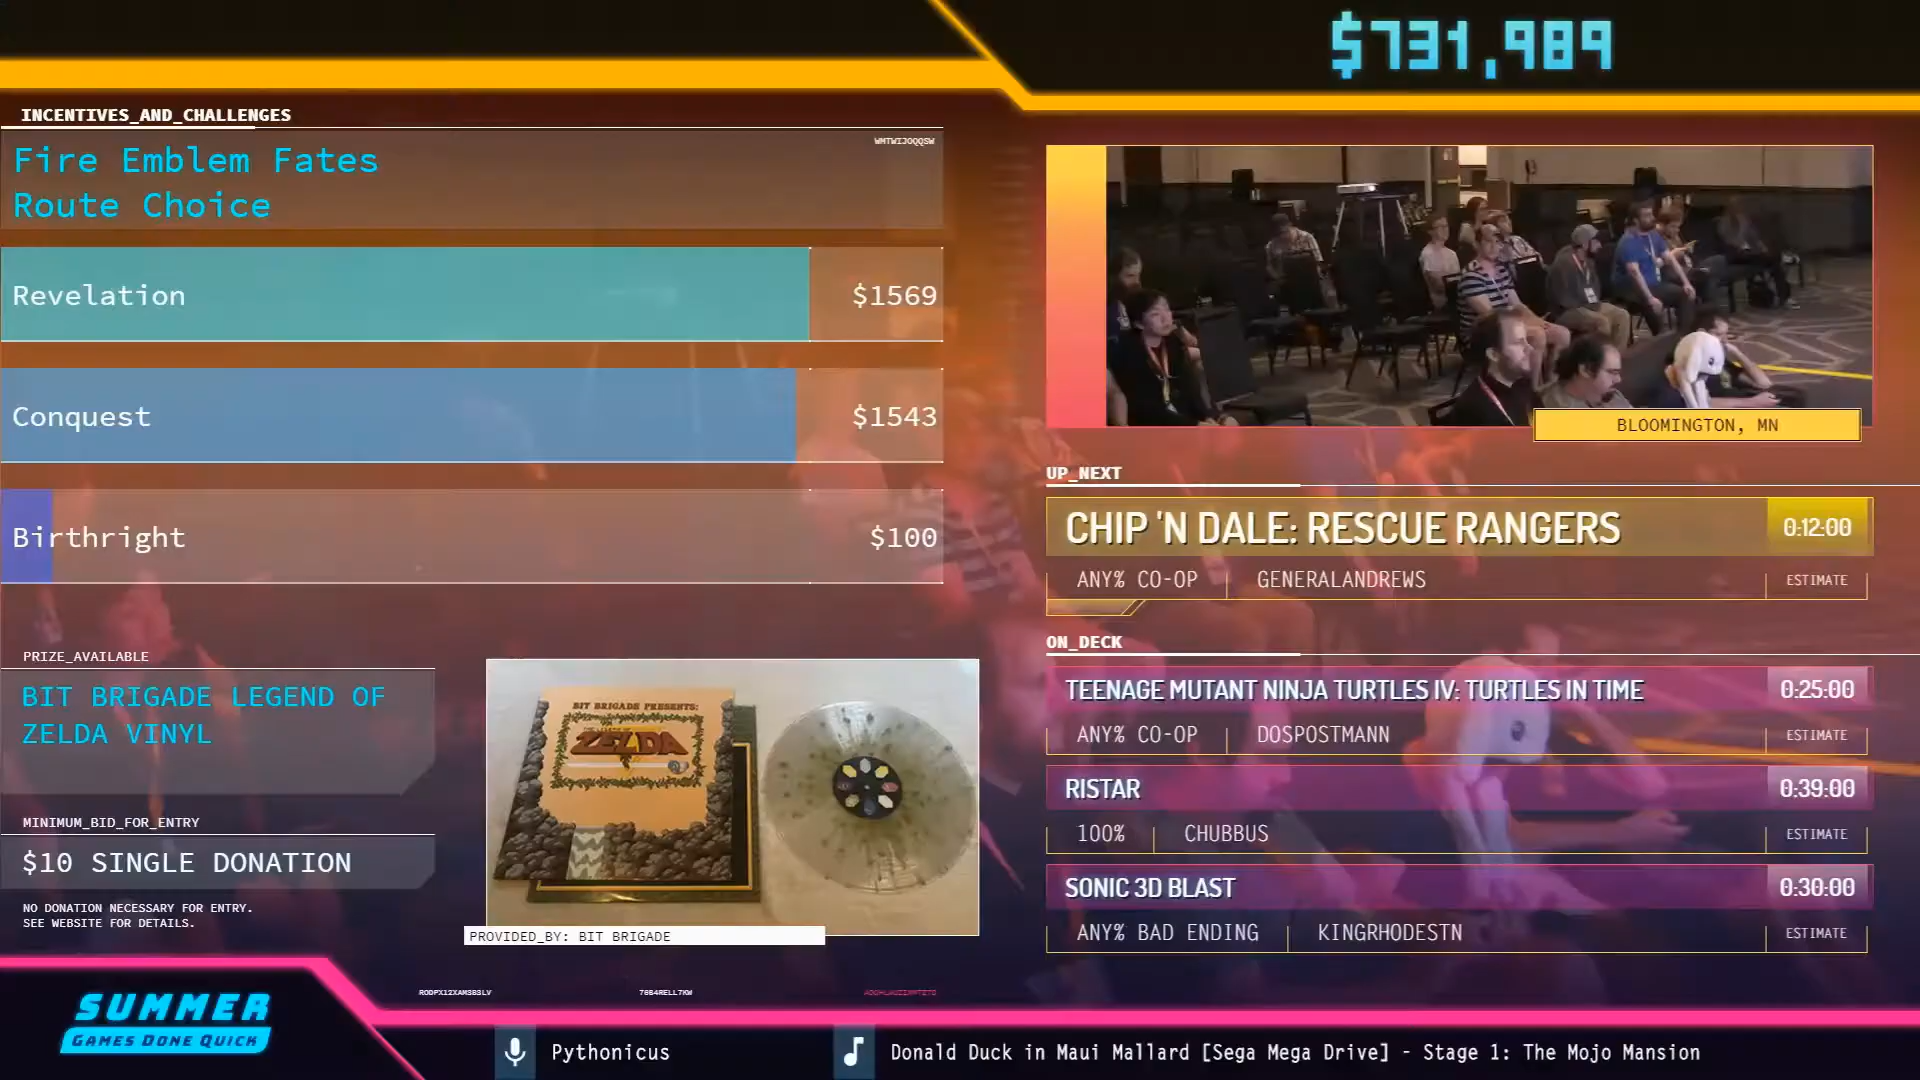 $731,989
INCENTIVES_AND_CHALLENGES
Fire Emblem Fates
Route Choice
WMTWIJOQQSW
Revelation
$1569
Conquest
$1543
Birthright
$100
PRIZE_AVAILABLE
BIT BRIGADE LEGEND OF
ZELDA VINYL
MINIMUM_BID_FOR_ENTRY
$10 SINGLE DONATION
NO DONATION NECESSARY FOR ENTRY.
SEE WEBSITE FOR DETAILS.
BIT BRIGADE PRESENTS:
ZELDA
PROVIDED_BY: BIT BRIGADE
BLOOMINGTON, MN
UP_NEXT
CHIP 'N DALE: RESCUE RANGERS
0:12:00
ANY% CO-OP
GENERALANDREWS
ESTIMATE
ON_DECK
TEENAGE MUTANT NINJA TURTLES IV: TURTLES IN TIME
0:25:00
ANY% CO-OP
DOSPOSTMANN
ESTIMATE
RISTAR
0:39:00
100%
CHUBBUS
ESTIMATE
SONIC 3D BLAST
0:30:00
ANY% BAD ENDING
KINGRHODESTN
ESTIMATE
SUMMER
GAMES DONE QUICK
Pythonicus
Donald Duck in Maui Mallard [Sega Mega Drive] - Stage 1: The Mojo Mansion